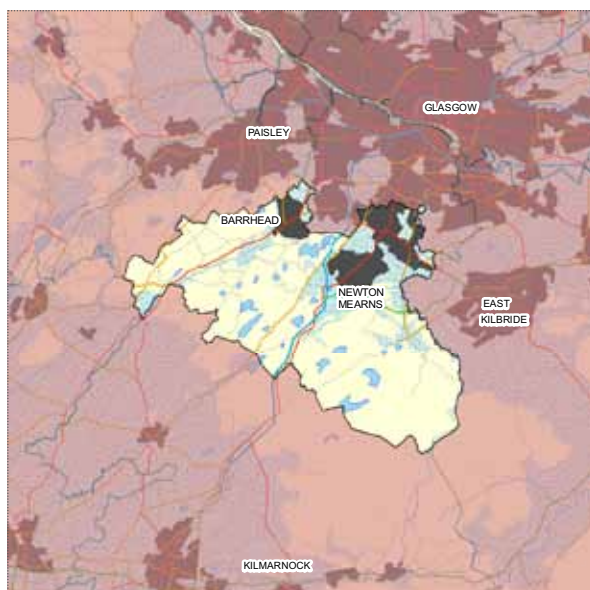 GLASGOW
PAISLEY
BARRHEAD
NEWTON
MEARNS
EAST
KILBRIDE
KILMARNOCK